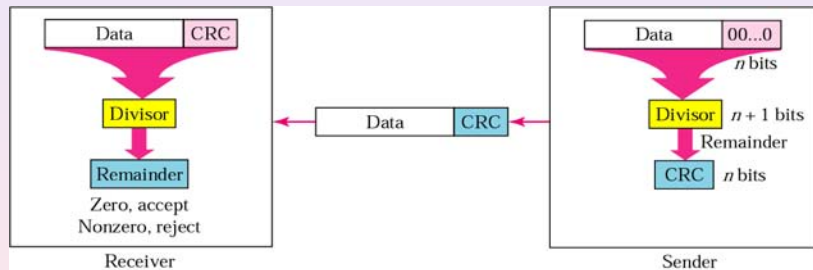 Data CRC
Divisor
Remainder
Zero, accept
Nonzero, reject
Receiver
Data CRC
Data 00...0
n bits
Divisor n + 1 bits
Remainder
CRC n bits
Sender